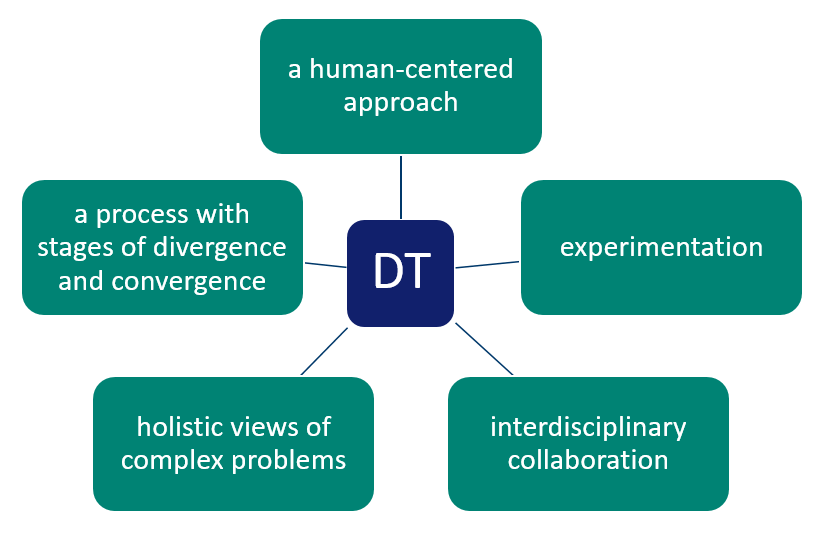 a human-centered
approach
a process with
stages of divergence
and convergence
experimentation
DT
holistic views of
complex problems
interdisciplinary
collaboration